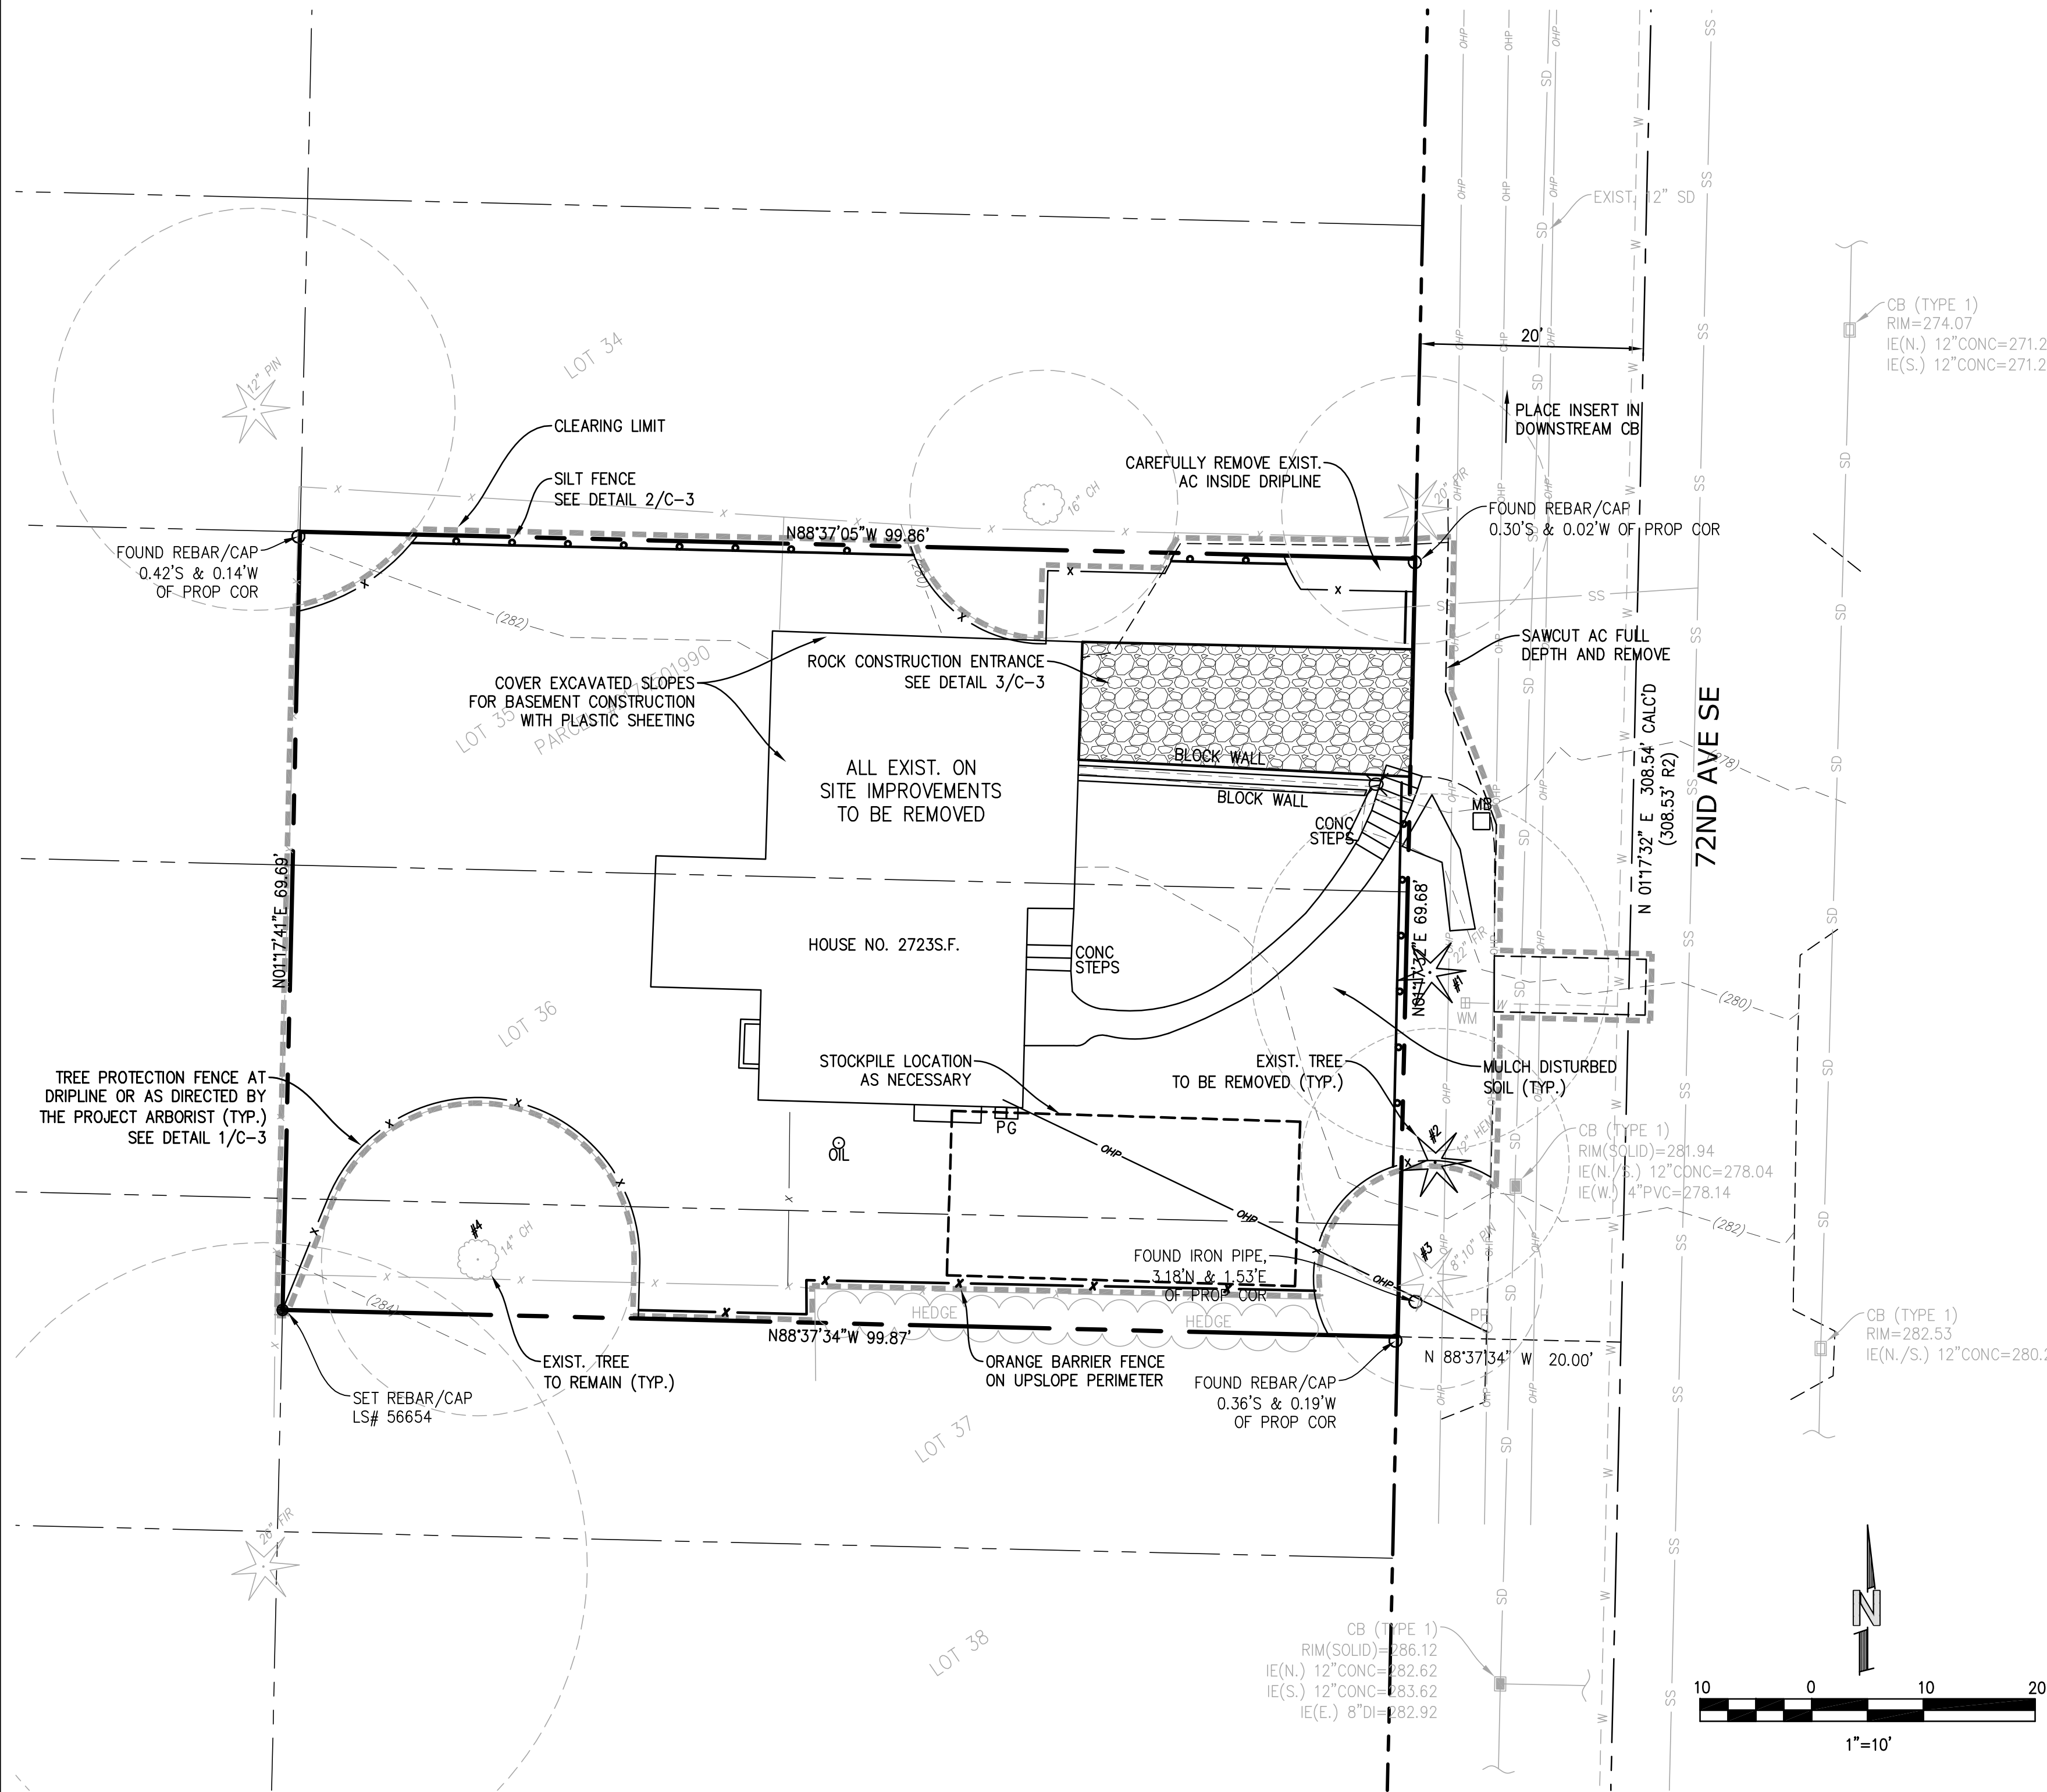 EXIST. 12" SD
CB (TYPE 1)
RIM=274.07
IE(N.) 12"CONC=271.2
IE(S.) 12"CONC=271.2
20'
12" PIN
LOT 34
PLACE INSERT IN
DOWNSTREAM CB
CLEARING LIMIT
SILT FENCE
SEE DETAIL 2/C-3
CAREFULLY REMOVE EXIST.
AC INSIDE DRIPLINE
16" CH
20" FIR
FOUND REBAR/CAP
0.30'S & 0.02'W OF PROP COR
N88°37'05"W 99.86'
FOUND REBAR/CAP
0.42'S & 0.14'W
OF PROP COR
(282)
(280)
SAWCUT AC FULL
DEPTH AND REMOVE
ROCK CONSTRUCTION ENTRANCE
SEE DETAIL 3/C-3
COVER EXCAVATED SLOPES
FOR BASEMENT CONSTRUCTION
WITH PLASTIC SHEETING
LOT 35
ALL EXIST. ON
SITE IMPROVEMENTS
TO BE REMOVED
BLOCK WALL
BLOCK WALL
CONC
STEPS
MB
N 01°17'32" E 308.54' CALC'D
(308.53' R2)
72ND AVE SE
(278)
N01°17'41"E 69.69'
N01°17'32"E 69.68'
HOUSE NO. 2723S.F.
CONC
STEPS
22" FIR
#1
WM
W
(280)
LOT 36
STOCKPILE LOCATION
AS NECESSARY
EXIST. TREE
TO BE REMOVED (TYP.)
MULCH DISTURBED
SOIL (TYP.)
TREE PROTECTION FENCE AT
DRIPLINE OR AS DIRECTED BY
THE PROJECT ARBORIST (TYP.)
SEE DETAIL 1/C-3
PG
OIL
OHP
OHP
OHP
#2
12" HEM
CB (TYPE 1)
RIM(SOLID)=281.94
IE(N./S.) 12"CONC=278.04
IE(W.) 4"PVC=278.14
(282)
#4
14" CH
#3
8",10" PIN
FOUND IRON PIPE,
3.18'N & 1.53'E
OF PROP COR
PP
(284)
HEDGE
HEDGE
N88°37'34"W 99.87'
CB (TYPE 1)
RIM=282.53
IE(N./S.) 12"CONC=280.2
N 88°37'34" W 20.00'
EXIST. TREE
TO REMAIN (TYP.)
ORANGE BARRIER FENCE
ON UPSLOPE PERIMETER
FOUND REBAR/CAP
0.36'S & 0.19'W
OF PROP COR
SET REBAR/CAP
LS# 56654
LOT 37
26" FIR
LOT 38
CB (TYPE 1)
RIM(SOLID)=286.12
IE(N.) 12"CONC=282.62
IE(S.) 12"CONC=283.62
IE(E.) 8"DI=282.92
N
10 0 10 20
1"=10'